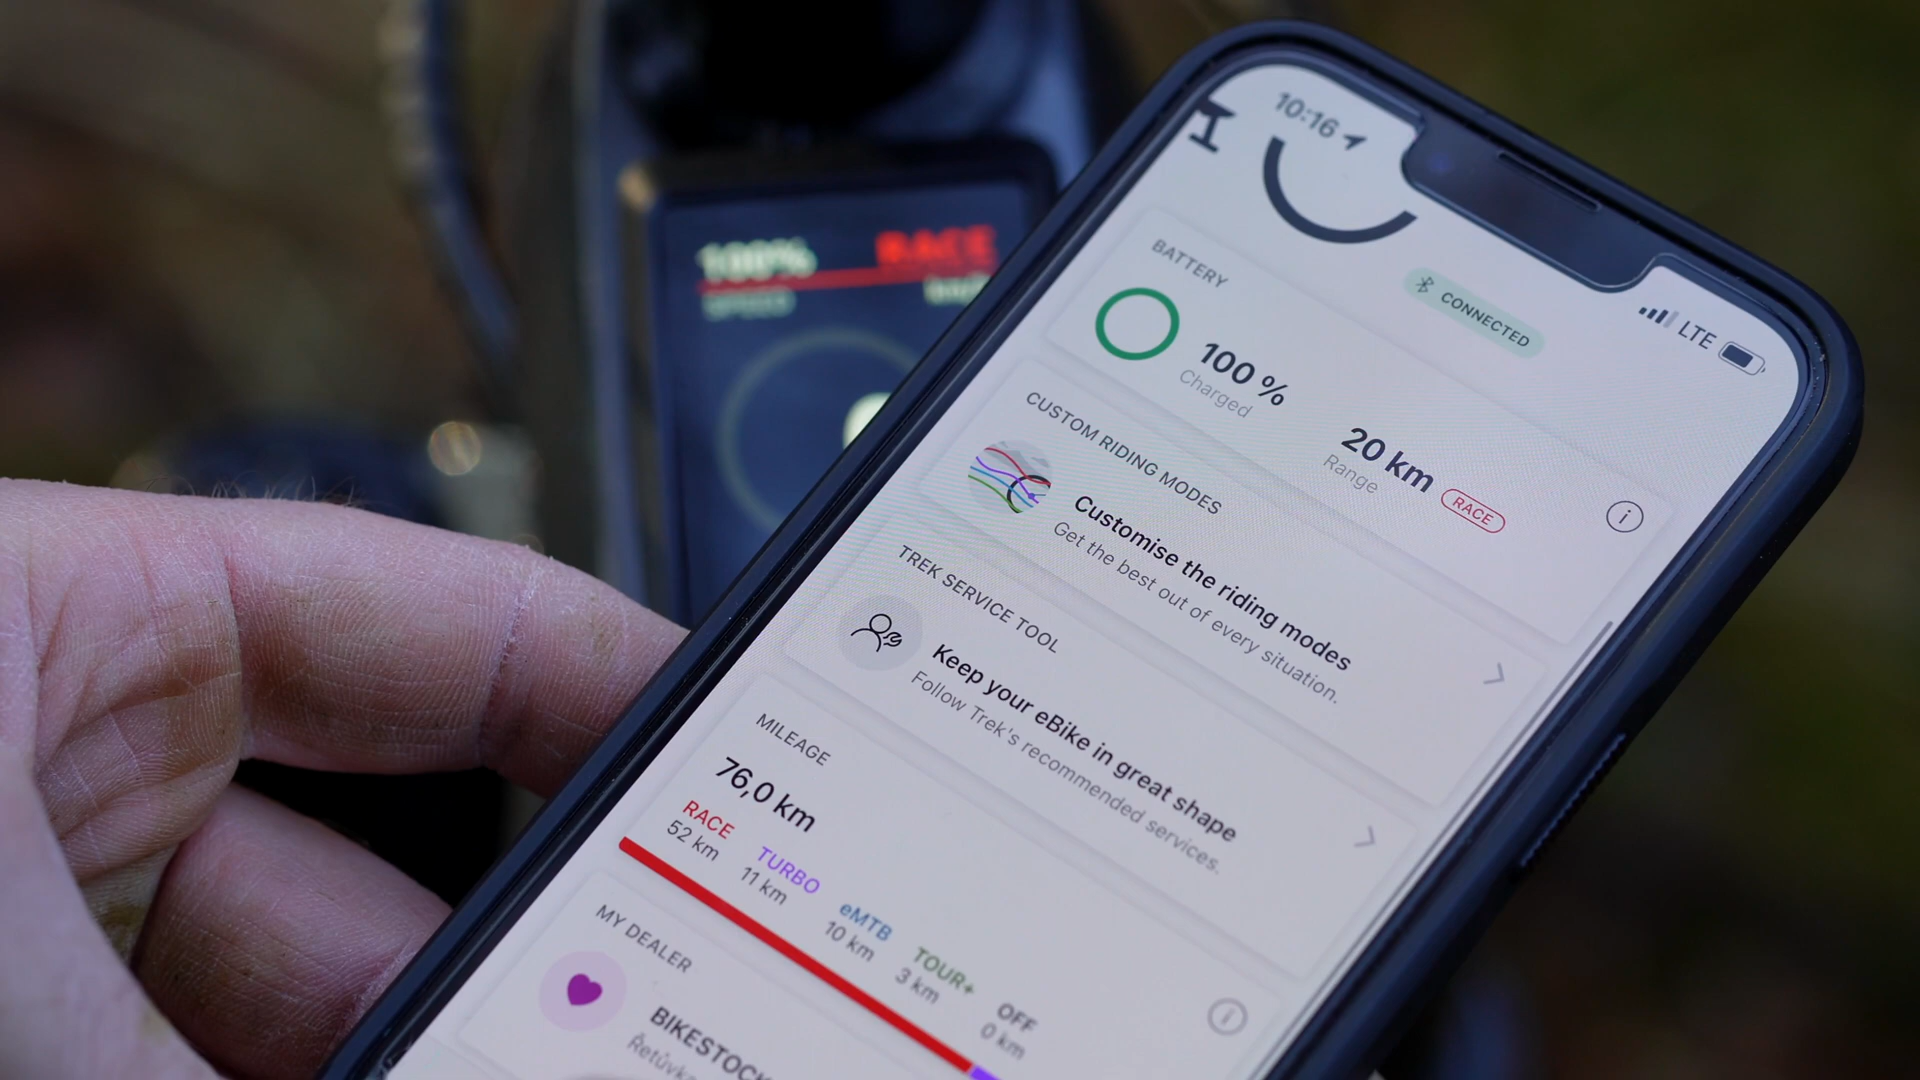 10:16
LTE
100%
RACE
SPEED
km/h
CONNECTED
BATTERY
100 %
Charged
20 km RACE
Range
CUSTOM RIDING MODES
Customise the riding modes
Get the best out of every situation.
TREK SERVICE TOOL
Keep your eBike in great shape
Follow Trek's recommended services.
MILEAGE
76,0 km
RACE
52 km
TURBO
11 km
eMTB
10 km
TOUR+
3 km
OFF
0 km
MY DEALER
BIKESTOCK